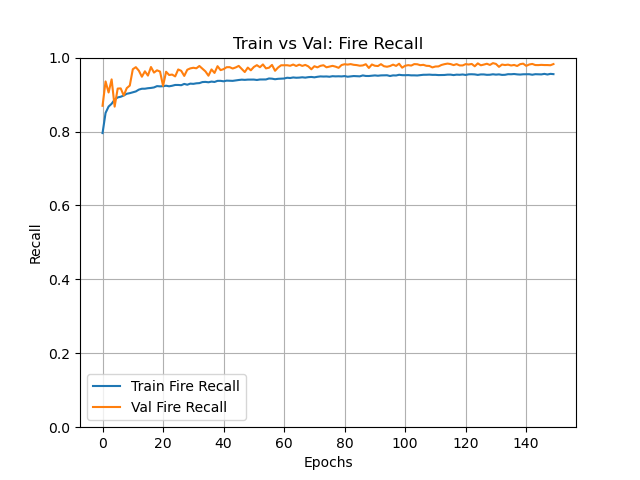 Train vs Val: Fire Recall
Recall
1.0
0.8
0.6
0.4
0.2
0.0
Train Fire Recall
Val Fire Recall
0 20 40 60 80 100 120 140
Epochs